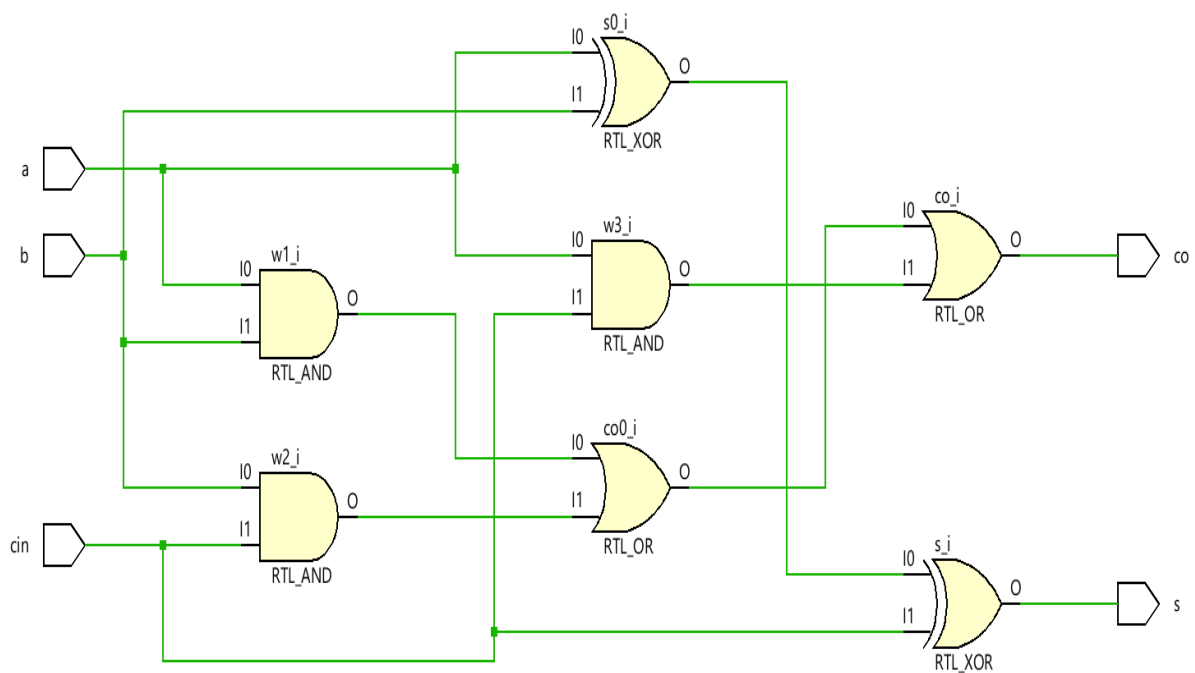 s0_i
I0
O
I1
RTL_XOR
a
co_i
I0
O
co
I1
RTL_OR
w3_i
I0
O
I1
RTL_AND
b
w1_i
I0
O
I1
RTL_AND
co0_i
I0
O
I1
RTL_OR
w2_i
I0
O
I1
RTL_AND
cin
s_i
I0
O
s
I1
RTL_XOR